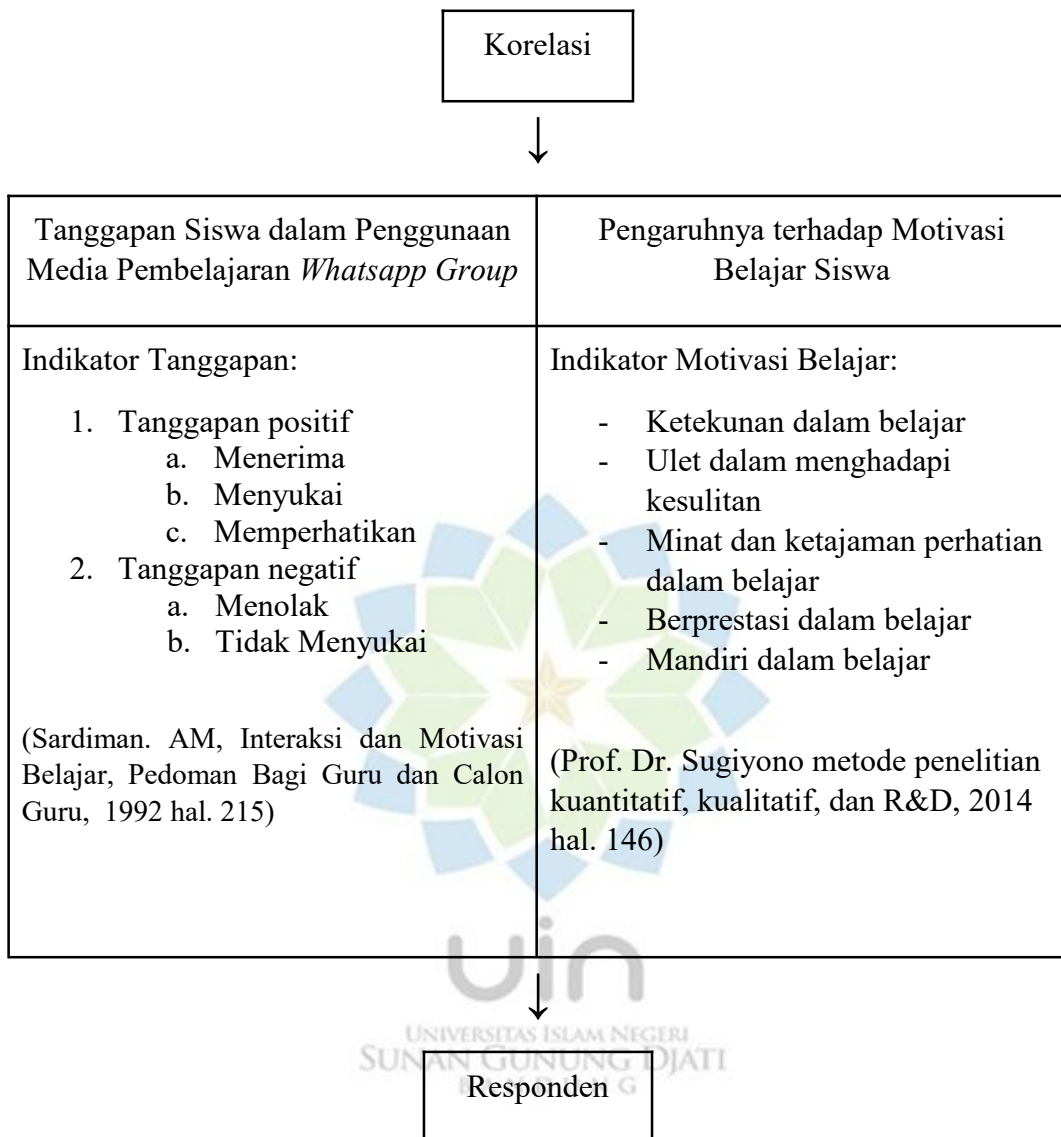 Korelasi
↓
Tanggapan Siswa dalam Penggunaan
Media Pembelajaran Whatsapp Group
Pengaruhnya terhadap Motivasi
Belajar Siswa
Indikator Tanggapan:
1. Tanggapan positif
a. Menerima
b. Menyukai
c. Memperhatikan
2. Tanggapan negatif
a. Menolak
b. Tidak Menyukai
(Sardiman. AM, Interaksi dan Motivasi
Belajar, Pedoman Bagi Guru dan Calon
Guru, 1992 hal. 215)
Indikator Motivasi Belajar:
- Ketekunan dalam belajar
- Ulet dalam menghadapi
kesulitan
- Minat dan ketajaman perhatian
dalam belajar
- Berprestasi dalam belajar
- Mandiri dalam belajar
(Prof. Dr. Sugiyono metode penelitian
kuantitatif, kualitatif, dan R&D, 2014
hal. 146)
uin
↓
UNIVERSITAS ISLAM NEGERI
SUNAN GUNUNG DJATI
Responden